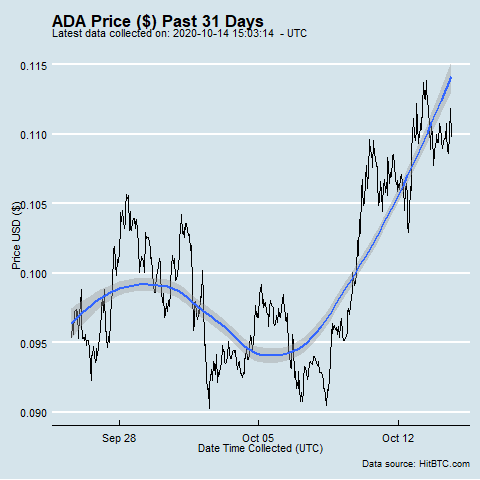 ADA Price ($) Past 31 Days
Latest data collected on: 2020-10-14 15:03:14 - UTC
Price USD ($)
0.115
0.110
0.105
0.100
0.095
0.090
Sep 28
Oct 05
Oct 12
Date Time Collected (UTC)
Data source: HitBTC.com